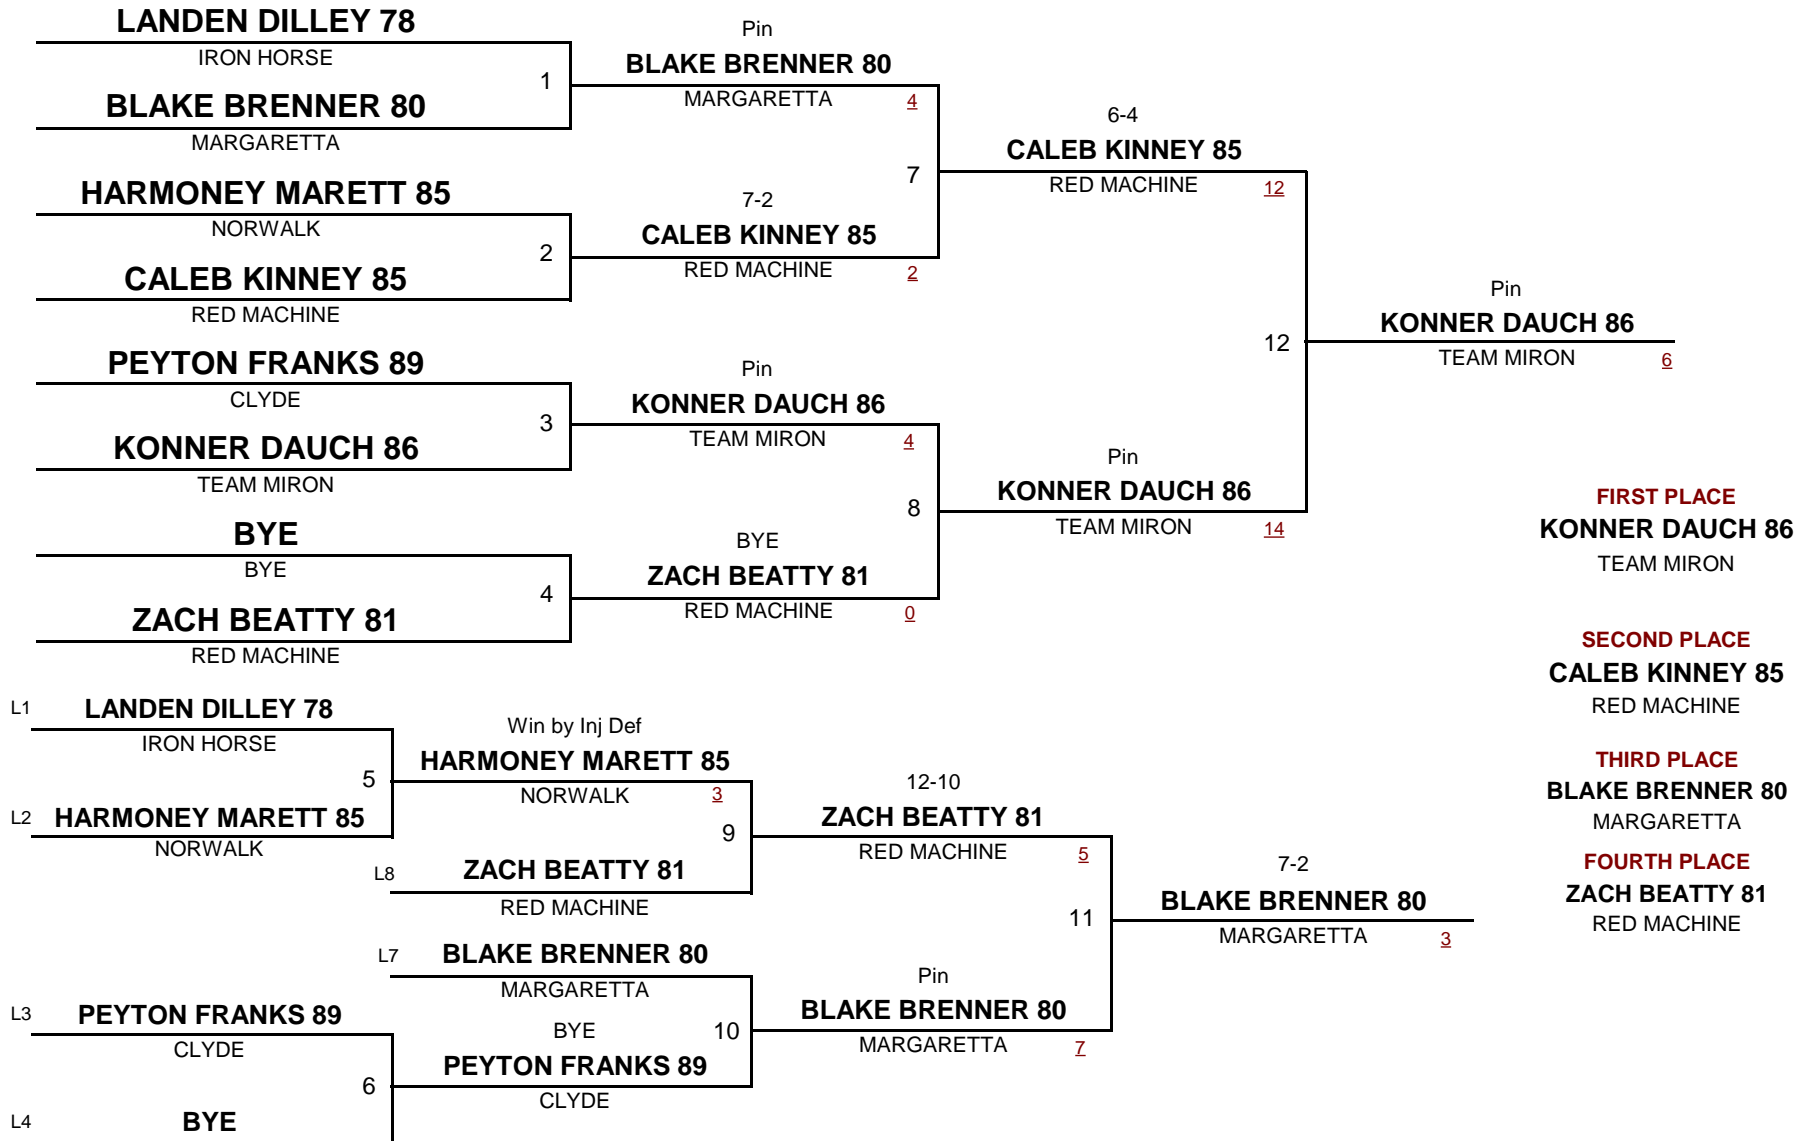 LANDEN DILLEY 78
IRON HORSE
1
BLAKE BRENNER 80
MARGARETTA
HARMONEY MARETT 85
NORWALK
2
CALEB KINNEY 85
RED MACHINE
PEYTON FRANKS 89
CLYDE
3
KONNER DAUCH 86
TEAM MIRON
BYE
BYE
4
ZACH BEATTY 81
RED MACHINE
Pin
BLAKE BRENNER 80
MARGARETTA 4
7
7-2
CALEB KINNEY 85
RED MACHINE 2
Pin
KONNER DAUCH 86
TEAM MIRON 4
8
BYE
ZACH BEATTY 81
RED MACHINE 0
6-4
CALEB KINNEY 85
RED MACHINE 12
12
Pin
KONNER DAUCH 86
TEAM MIRON 14
Pin
KONNER DAUCH 86
TEAM MIRON 6
FIRST PLACE
KONNER DAUCH 86
TEAM MIRON
SECOND PLACE
CALEB KINNEY 85
RED MACHINE
THIRD PLACE
BLAKE BRENNER 80
MARGARETTA
FOURTH PLACE
ZACH BEATTY 81
RED MACHINE
L1 LANDEN DILLEY 78
IRON HORSE
5
L2 HARMONEY MARETT 85
NORWALK
L3 PEYTON FRANKS 89
CLYDE
6
L4 BYE
Win by Inj Def
HARMONEY MARETT 85
NORWALK 3
9
L8 ZACH BEATTY 81
RED MACHINE
L7 BLAKE BRENNER 80
MARGARETTA
BYE 10
PEYTON FRANKS 89
CLYDE
12-10
ZACH BEATTY 81
RED MACHINE 5
11
Pin
BLAKE BRENNER 80
MARGARETTA 7
7-2
BLAKE BRENNER 80
MARGARETTA 3